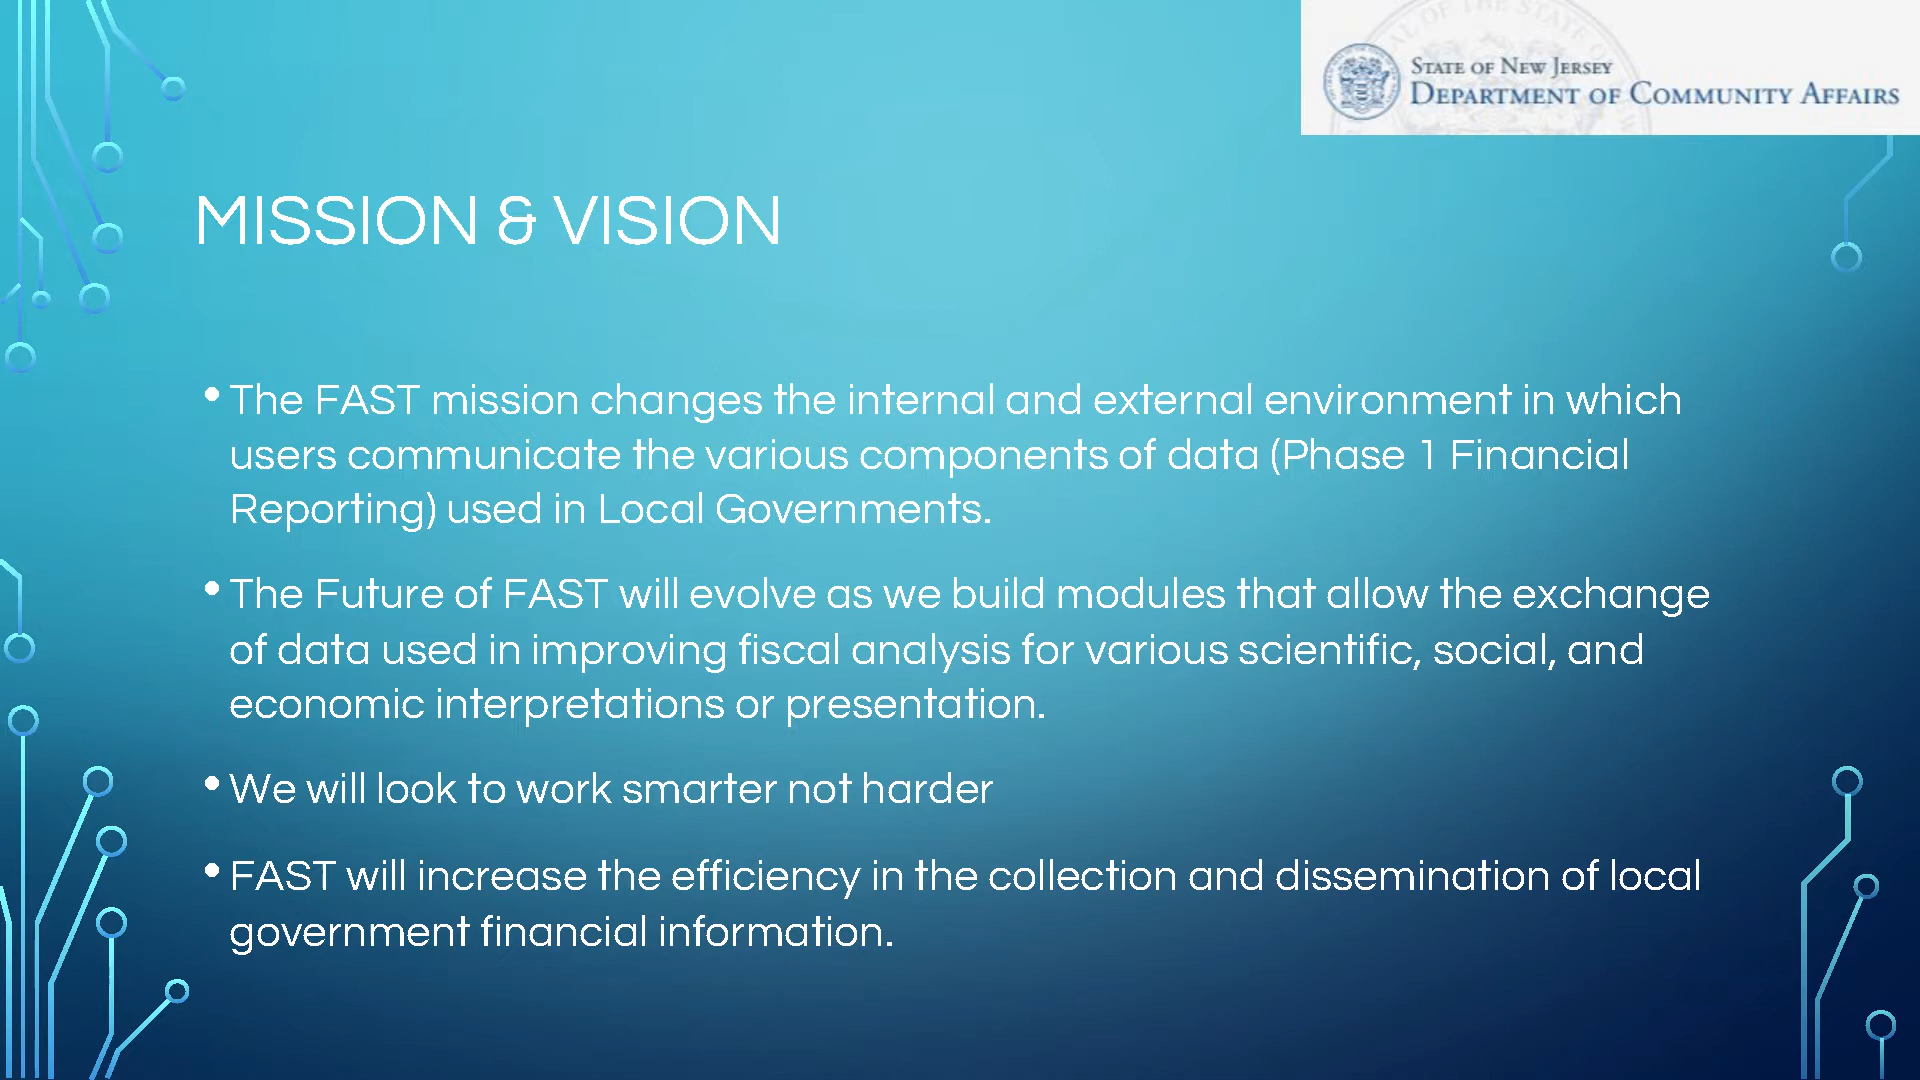 STATE OF NEW JERSEY
DEPARTMENT OF COMMUNITY AFFAIRS
MISSION & VISION
• The FAST mission changes the internal and external environment in which
users communicate the various components of data (Phase 1 Financial
Reporting) used in Local Governments.
• The Future of FAST will evolve as we build modules that allow the exchange
of data used in improving fiscal analysis for various scientific, social, and
economic interpretations or presentation.
• We will look to work smarter not harder
• FAST will increase the efficiency in the collection and dissemination of local
government financial information.